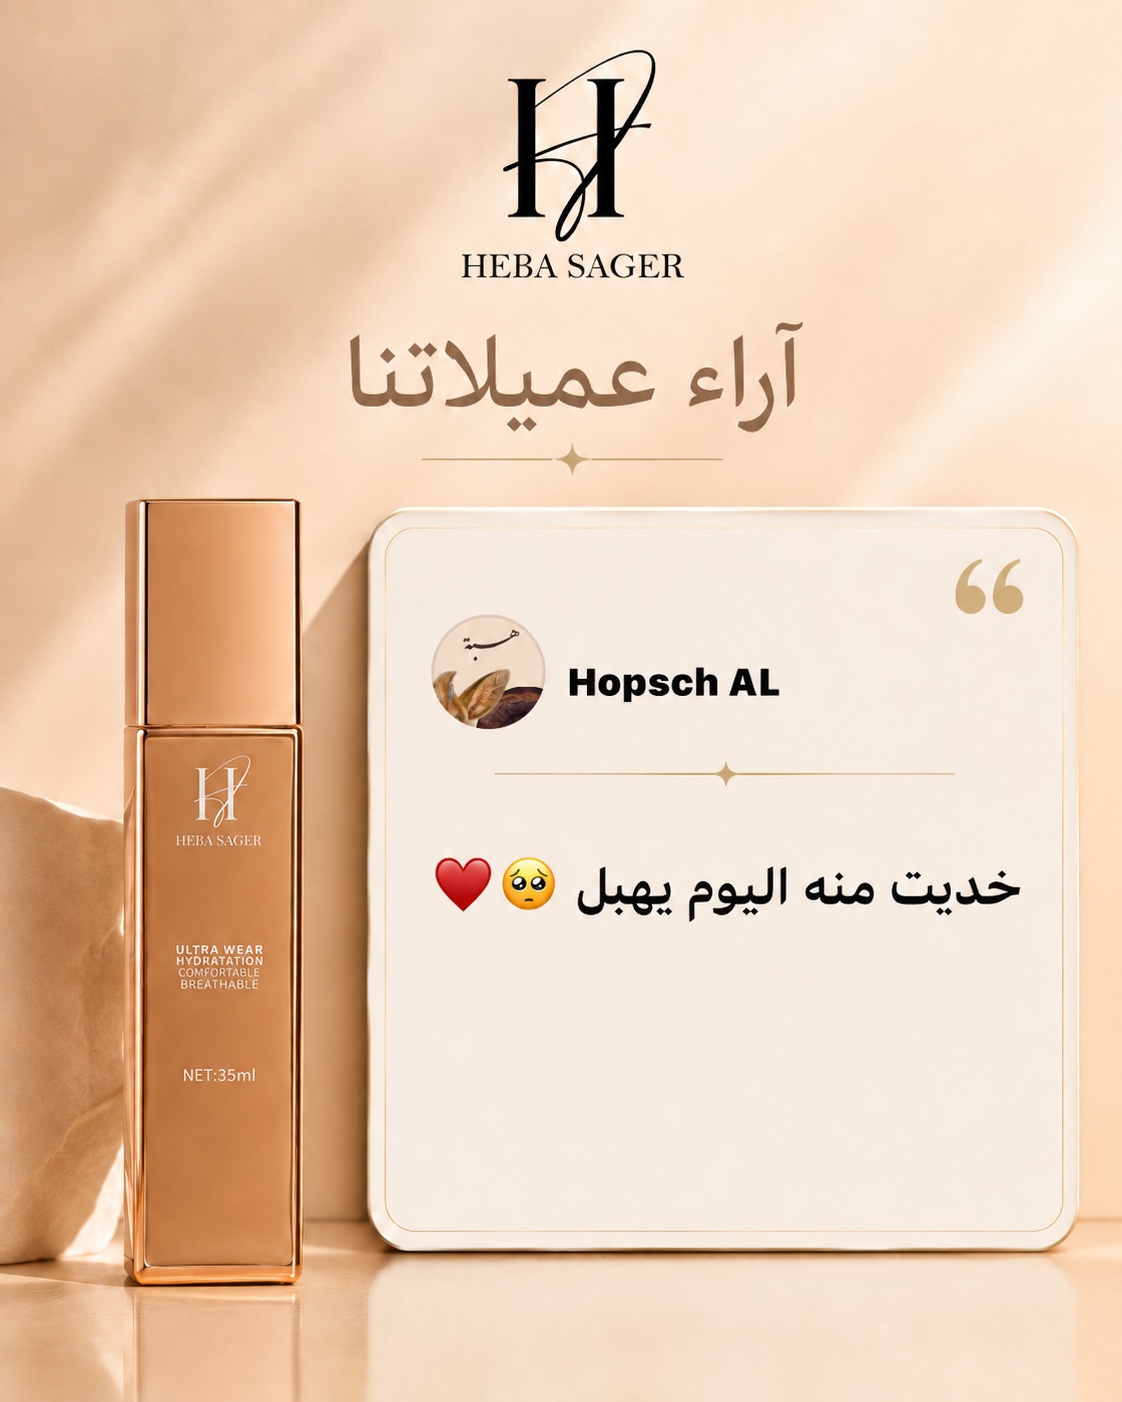 HEBA SAGER
آراء عميلاتنا
هبة
Hopsch AL
خديت منه اليوم يهبل 🥺♥️
HEBA SAGER
ULTRA WEAR
HYDRATATION
COMFORTABLE
BREATHABLE
NET:35ml